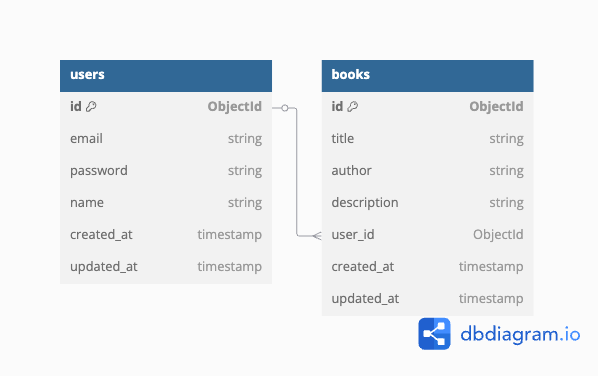 users
id ObjectId
email string
password string
name string
created_at timestamp
updated_at timestamp
books
id ObjectId
title string
author string
description string
user_id ObjectId
created_at timestamp
updated_at timestamp
dbdiagram.io